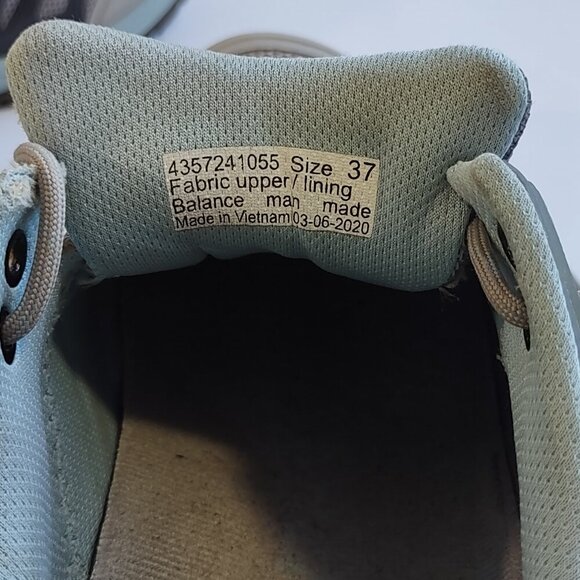 4357241055 Size 37
Fabric upper/ lining
Balance man made
Made in Vietnam 03-06-2020